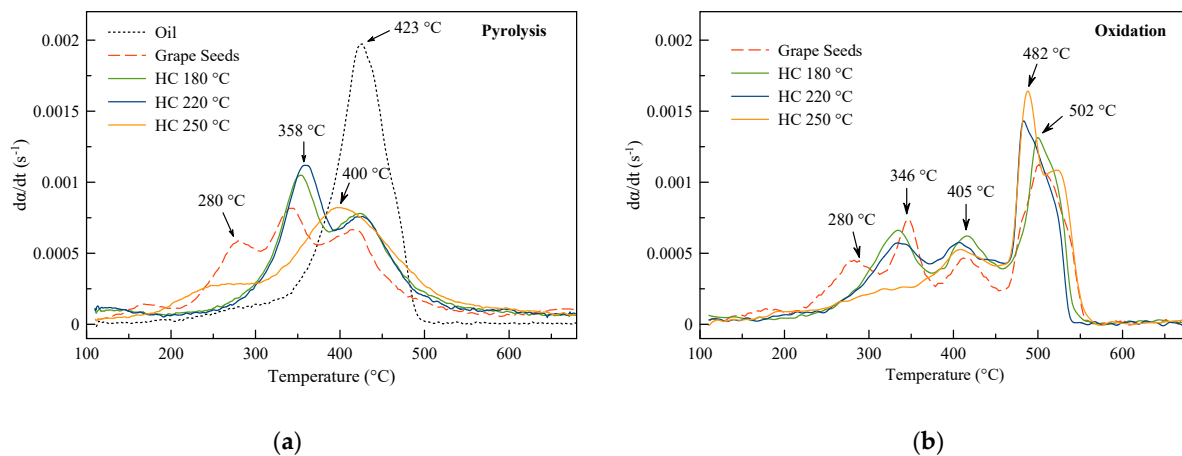 Oil
Grape Seeds
HC 180 °C
HC 220 °C
HC 250 °C
Pyrolysis
423 °C
358 °C
400 °C
280 °C
0.002
0.0015
0.001
0.0005
0
dα/dt (s⁻¹)
100 200 300 400 500 600
Temperature (°C)
(a)
Grape Seeds
HC 180 °C
HC 220 °C
HC 250 °C
Oxidation
482 °C
502 °C
346 °C
405 °C
280 °C
0.002
0.0015
0.001
0.0005
0
dα/dt (s⁻¹)
100 200 300 400 500 600
Temperature (°C)
(b)